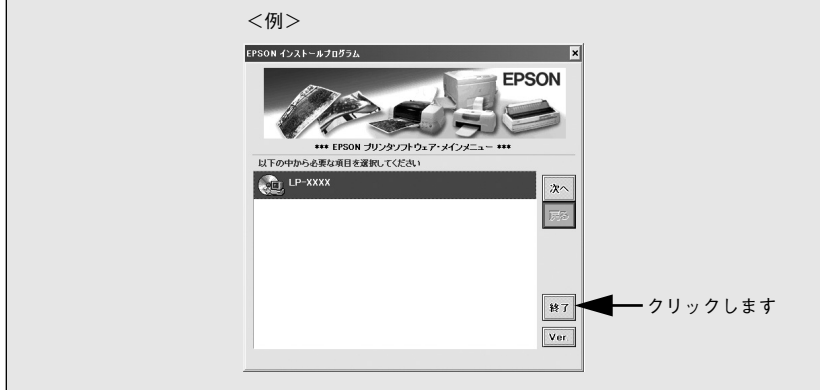 ＜例＞
EPSON インストールプログラム
EPSON
*** EPSON プリンタソフトウェア・メインメニュー ***
以下の中から必要な項目を選択してください
LP-XXXX
次へ
戻る
終了
クリックします
Ver